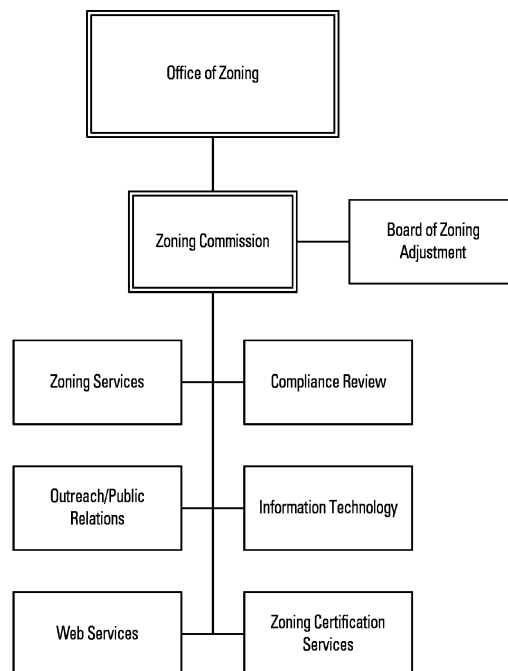 Office of Zoning
Zoning Commission
Board of Zoning
Adjustment
Zoning Services
Compliance Review
Outreach/Public
Relations
Information Technology
Web Services
Zoning Certification
Services